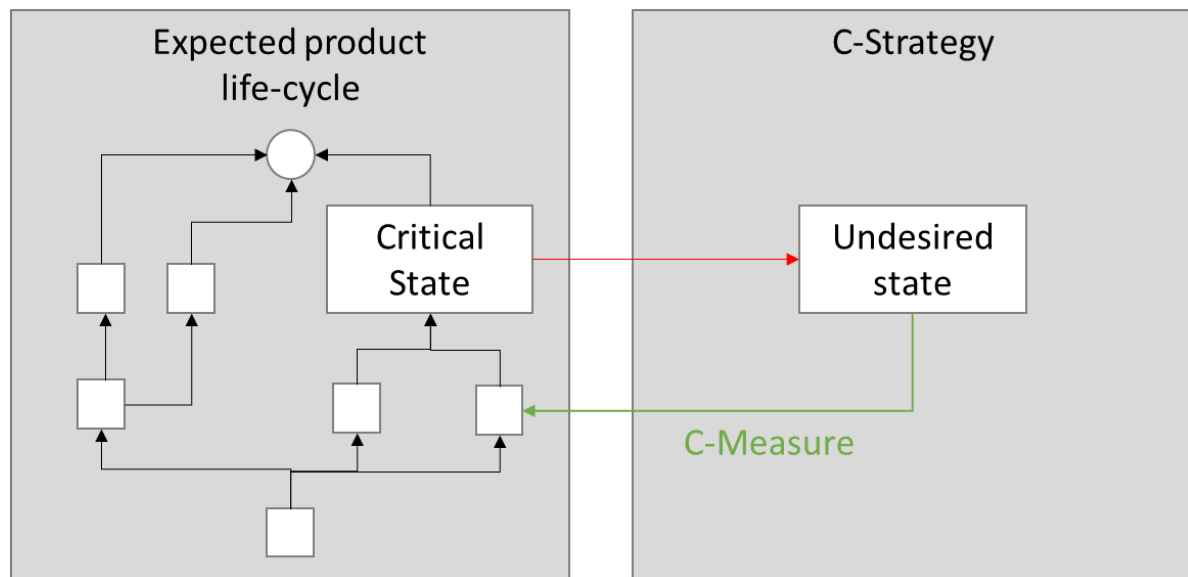 Expected product
life-cycle
C-Strategy
Critical
State
Undesired
state
C-Measure